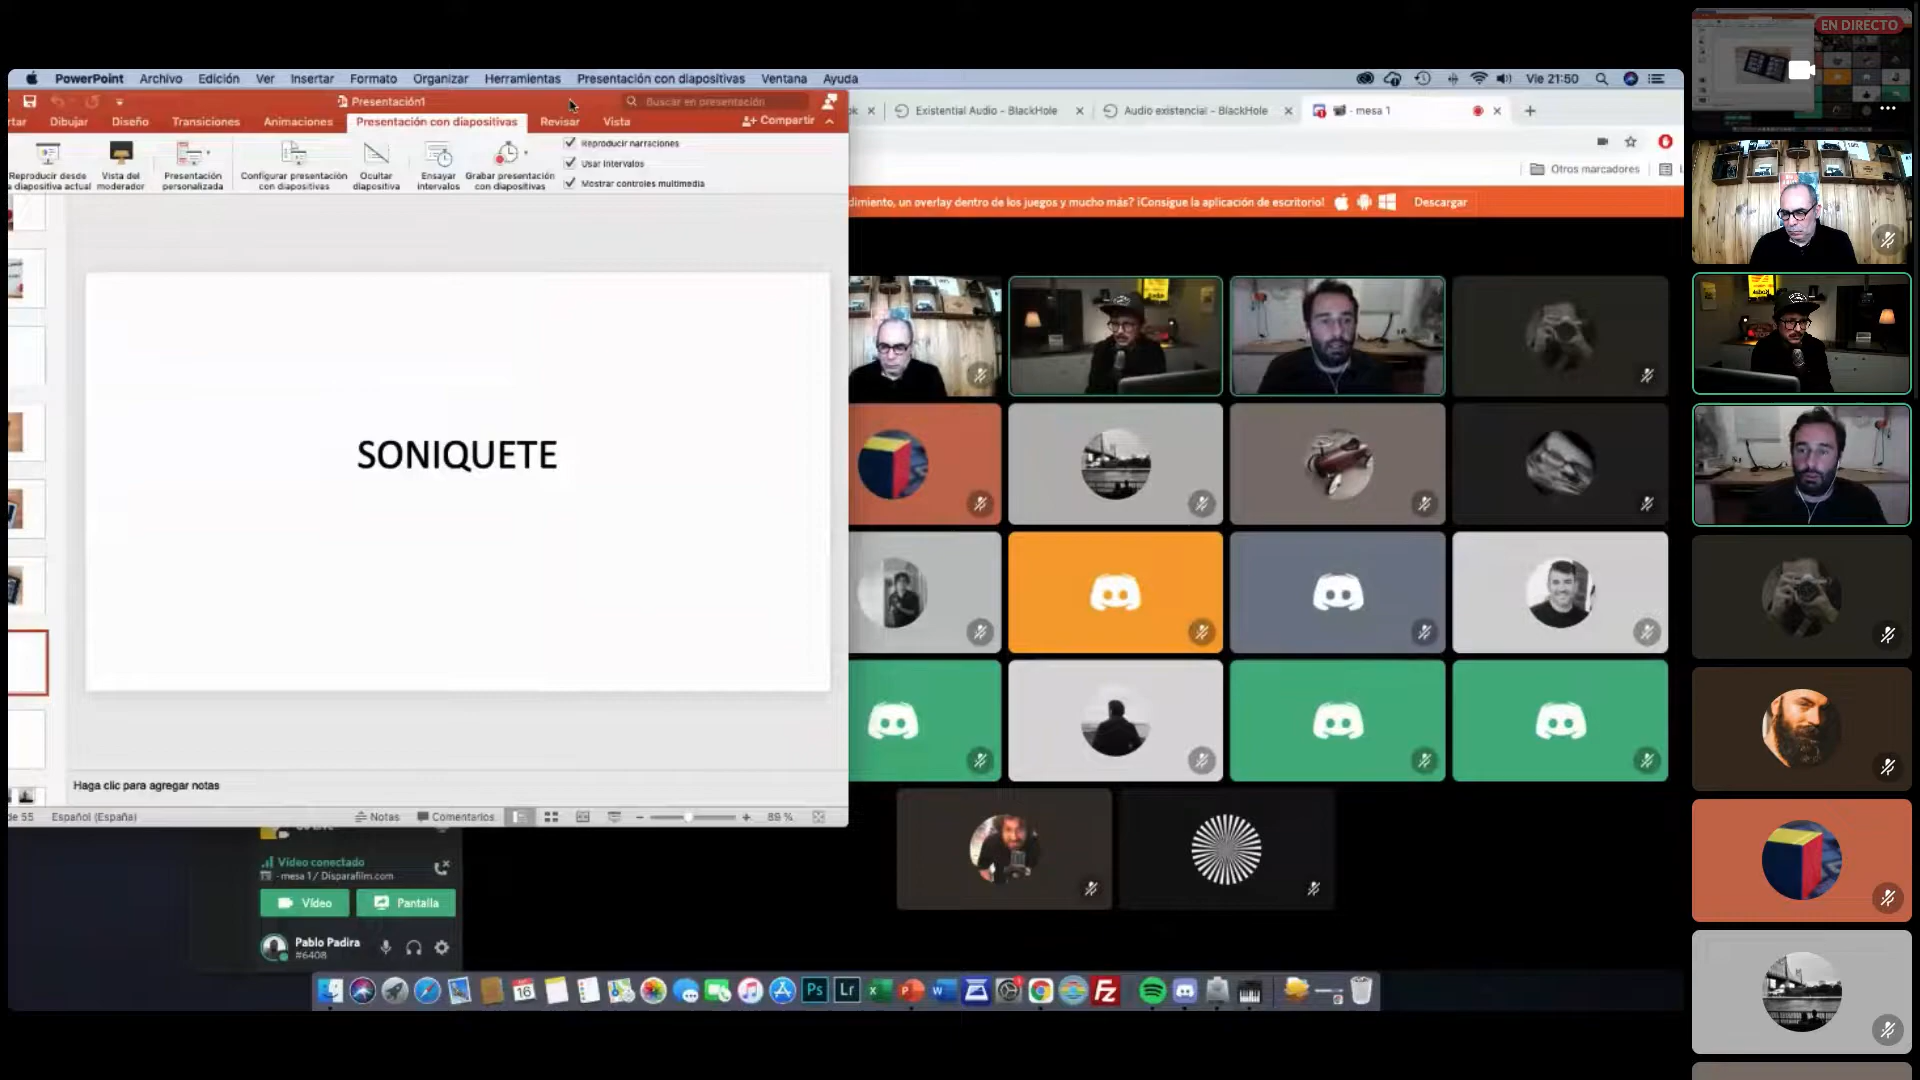 EN DIRECTO
PowerPoint Archivo Edición Ver Insertar Formato Organizar Herramientas Presentación con diapositivas Ventana Ayuda
Vie 21:50
Presentación1
Buscar en presentación
Existential Audio - BlackHole
Audio existencial – BlackHole
- mesa 1
rtar Dibujar Diseño Transiciones Animaciones Presentación con diapositivas Revisar Vista
Compartir
Reproducir narraciones
Usar intervalos
Mostrar controles multimedia
Reproducir desde
a diapositiva actual
Vista del
moderador
Presentación
personalizada
Configurar presentación
con diapositivas
Ocultar
diapositiva
Ensayar
intervalos
Grabar presentación
con diapositivas
Otros marcadores
dimiento, un overlay dentro de los juegos y mucho más? ¡Consigue la aplicación de escritorio!
Descargar
SONIQUETE
Haga clic para agregar notas
de 55 Español (España)
Notas
Comentarios
89 %
Vídeo conectado
- mesa 1 / Disparafilm.com
Vídeo
Pantalla
Pablo Padira
#6408
16
Ps
Lr
Fz